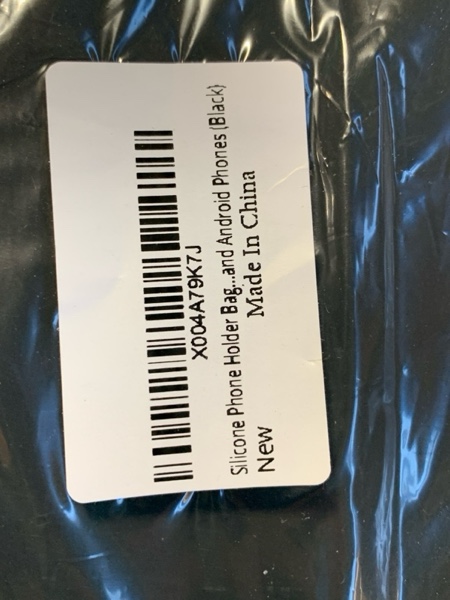 X004A79K7J
Silicone Phone Holder Bag...and Android Phones (Black)
New
Made In China